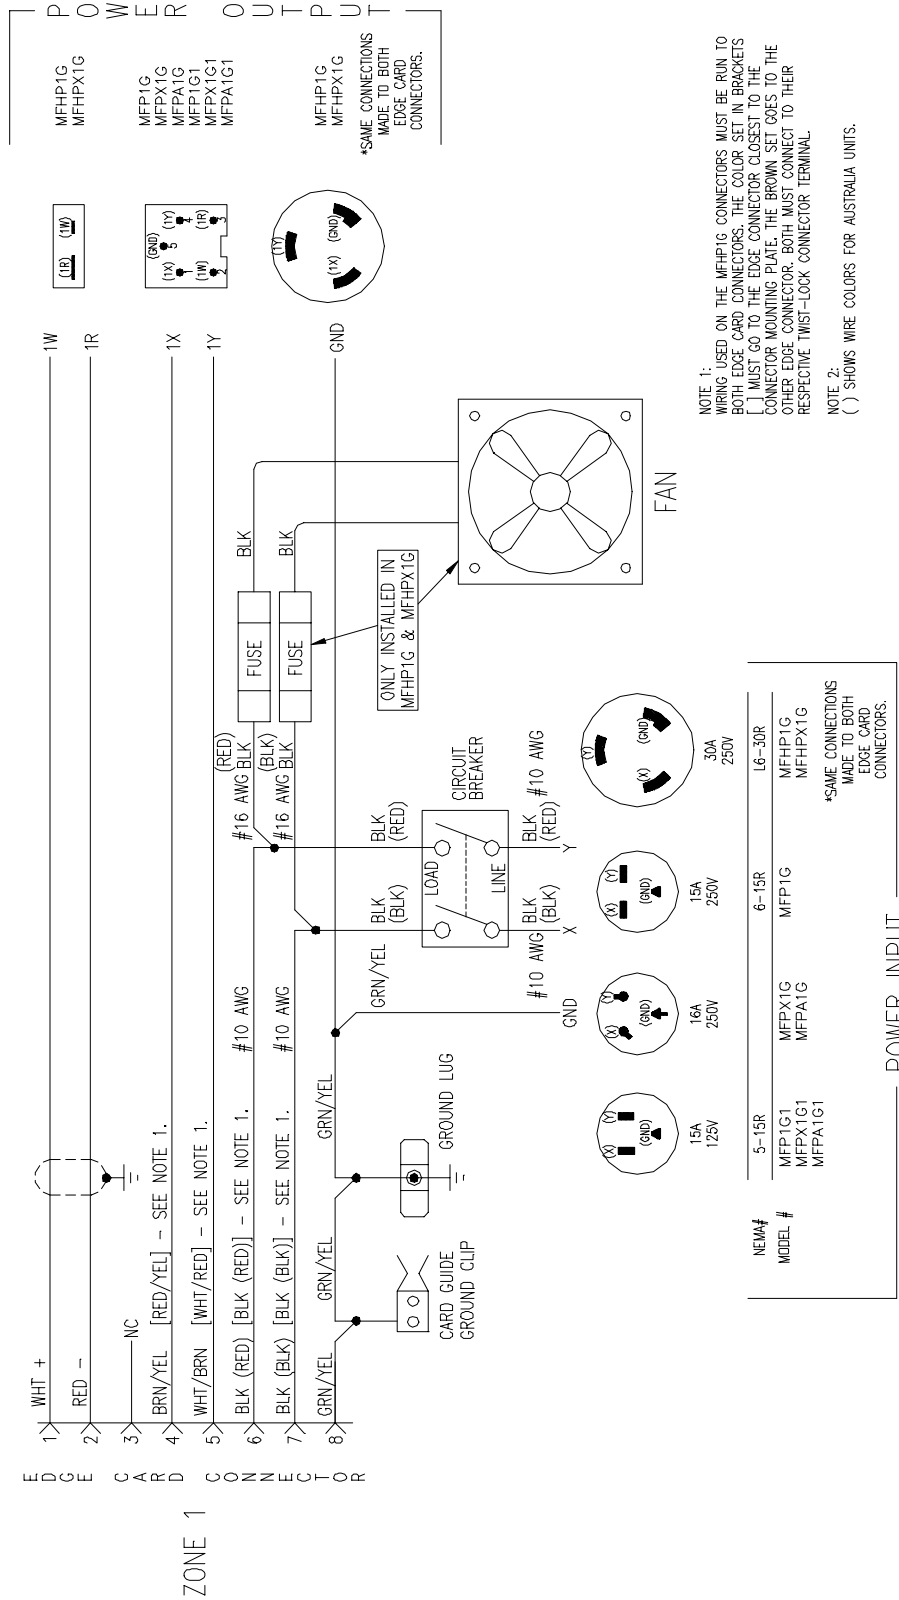 ZONE 1
EDGE CARD CONNECTOR
1
2
3
4
5
6
7
8
WHT +
RED -
NC
BRN/YEL [RED/YEL] - SEE NOTE 1.
WHT/BRN [WHT/RED] - SEE NOTE 1.
BLK (RED) [BLK (RED)] - SEE NOTE 1. #10 AWG
BLK (BLK) [BLK (BLK)] - SEE NOTE 1. #10 AWG
GRN/YEL
GRN/YEL
GRN/YEL
CARD GUIDE
GROUND CLIP
GROUND LUG
GRN/YEL
GND
(RED)
#16 AWG BLK
(BLK)
#16 AWG BLK
FUSE
FUSE
BLK
BLK
ONLY INSTALLED IN
MFHP1G & MFHPX1G
FAN
BLK
(BLK)
BLK
(RED)
LOAD
LINE
CIRCUIT
BREAKER
#10 AWG
BLK
(BLK)
BLK
(RED)
#10 AWG
X
Y
1W
1R
1X
1Y
GND
(1R) (1W)
(GND)
5
(1X)
1
(1Y)
4
(1W)
2
(1R)
3
(1Y)
(1X)
(GND)
POWER OUTPUT
MFHP1G
MFHPX1G
MFP1G
MFPX1G
MFPA1G
MFP1G1
MFPX1G1
MFPA1G1
MFHP1G
MFHPX1G
*SAME CONNECTIONS
MADE TO BOTH
EDGE CARD
CONNECTORS.
(X) (Y)
(GND)
15A
125V
(X) (Y)
(GND)
16A
250V
(X) (Y)
(GND)
15A
250V
(Y)
(X)
(GND)
30A
250V
NEMA# 5-15R 6-15R L6-30R
MODEL # MFP1G1 MFPX1G MFP1G MFHP1G
MFPX1G1 MFPA1G MFHPX1G
MFPA1G1
*SAME CONNECTIONS
MADE TO BOTH
EDGE CARD
CONNECTORS.
POWER INPUT
NOTE 1:
WIRING USED ON THE MFHP1G CONNECTORS MUST BE RUN TO
BOTH EDGE CARD CONNECTORS. THE COLOR SET IN BRACKETS
[ ] MUST GO TO THE EDGE CONNECTOR CLOSEST TO THE
CONNECTOR MOUNTING PLATE. THE BROWN SET GOES TO THE
OTHER EDGE CONNECTOR. BOTH MUST CONNECT TO THEIR
RESPECTIVE TWIST-LOCK CONNECTOR TERMINAL.
NOTE 2:
( ) SHOWS WIRE COLORS FOR AUSTRALIA UNITS.